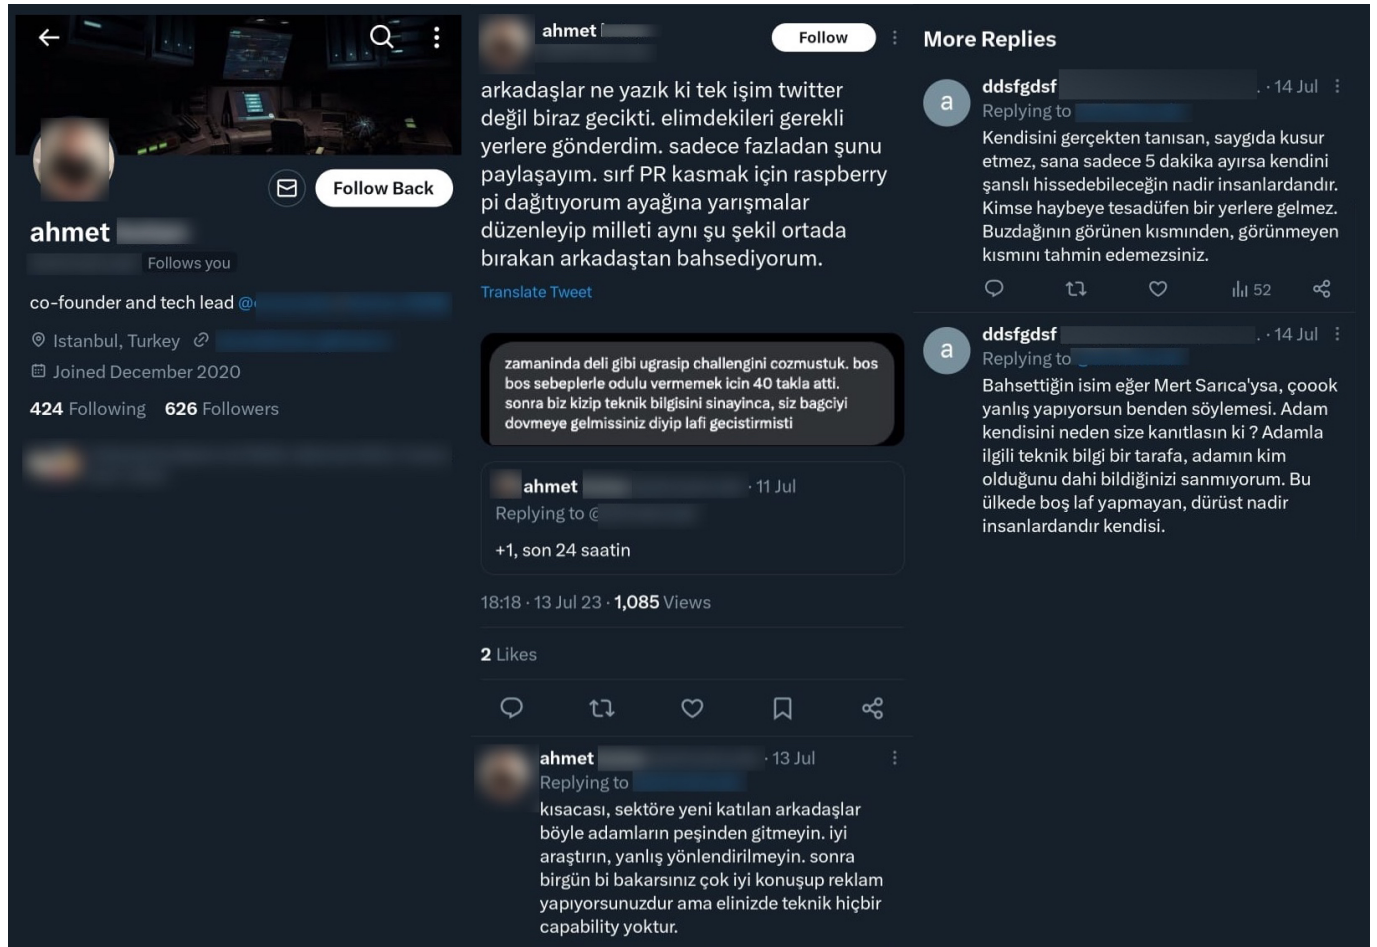 Follow Back
ahmet
Follows you
co-founder and tech lead @
Istanbul, Turkey
Joined December 2020
424 Following 626 Followers
ahmet
Follow
arkadaşlar ne yazık ki tek işim twitter
değil biraz gecikti. elimdekileri gerekli
yerlere gönderdim. sadece fazladan şunu
paylaşayım. sırf PR kasmak için raspberry
pi dağıtıyorum ayağına yarışmalar
düzenleyip milleti aynı şu şekil ortada
bırakan arkadaştan bahsediyorum.
Translate Tweet
zamaninda deli gibi ugrasip challengini cozmustuk. bos
bos sebeplerle odulu vermemek icin 40 takla atti.
sonra biz kizip teknik bilgisini sinayinca, siz bagciyi
dovmeye gelmissiniz diyip lafi gecistirmisti
ahmet · 11 Jul
Replying to @
+1, son 24 saatin
18:18 · 13 Jul 23 · 1,085 Views
2 Likes
ahmet · 13 Jul
Replying to
kısacası, sektöre yeni katılan arkadaşlar
böyle adamların peşinden gitmeyin. iyi
araştırın, yanlış yönlendirilmeyin. sonra
birgün bi bakarsınız çok iyi konuşup reklam
yapıyorsunuzdur ama elinizde teknik hiçbir
capability yoktur.
More Replies
a
ddsfgdsf . · 14 Jul
Replying to
Kendisini gerçekten tanısan, saygıda kusur
etmez, sana sadece 5 dakika ayırsa kendini
şanslı hissedebileceğin nadir insanlardandır.
Kimse haybeye tesadüfen bir yerlere gelmez.
Buzdağının görünen kısmından, görünmeyen
kısmını tahmin edemezsiniz.
52
a
ddsfgdsf . · 14 Jul
Replying to
Bahsettiğin isim eğer Mert Sarıca'ysa, çoook
yanlış yapıyorsun benden söylemesi. Adam
kendisini neden size kanıtlasın ki ? Adamla
ilgili teknik bilgi bir tarafa, adamın kim
olduğunu dahi bildiğinizi sanmıyorum. Bu
ülkede boş laf yapmayan, dürüst nadir
insanlardandır kendisi.